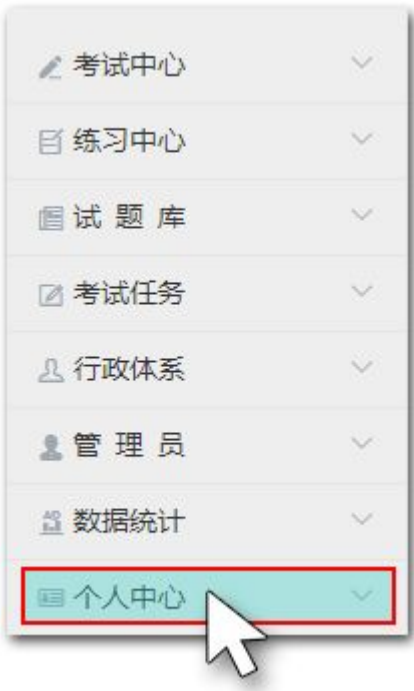 考试中心
练习中心
试 题 库
考试任务
行政体系
管 理 员
数据统计
个人中心